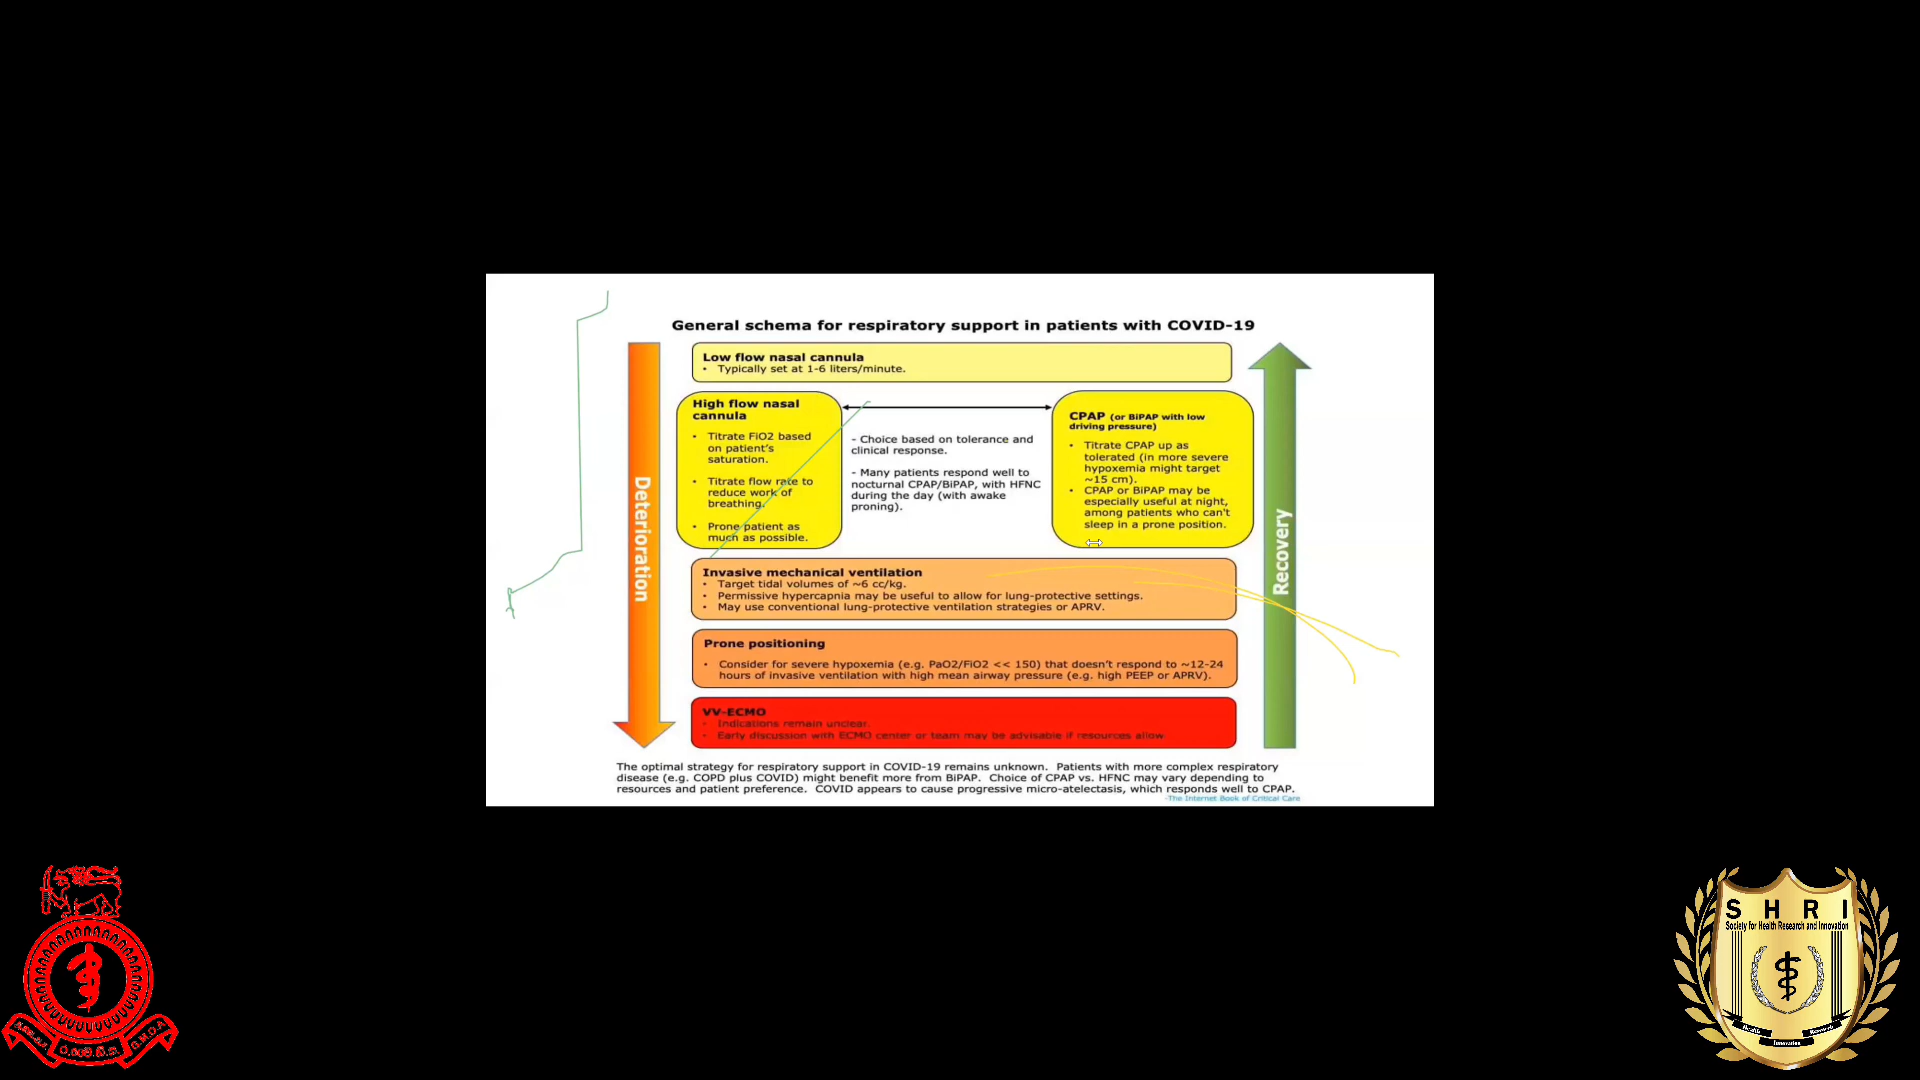 General schema for respiratory support in patients with COVID-19
Low flow nasal cannula
• Typically set at 1-6 liters/minute.
High flow nasal
cannula
• Titrate FiO2 based
on patient's
saturation.
• Titrate flow rate to
reduce work of
breathing.
• Prone patient as
much as possible.
- Choice based on tolerance and
clinical response.
- Many patients respond well to
nocturnal CPAP/BiPAP, with HFNC
during the day (with awake
proning).
CPAP (or BiPAP with low
driving pressure)
• Titrate CPAP up as
tolerated (in more severe
hypoxemia might target
~15 cm).
• CPAP or BiPAP may be
especially useful at night,
among patients who can't
sleep in a prone position.
Deterioration
Recovery
Invasive mechanical ventilation
• Target tidal volumes of ~6 cc/kg.
• Permissive hypercapnia may be useful to allow for lung-protective settings.
• May use conventional lung-protective ventilation strategies or APRV.
Prone positioning
• Consider for severe hypoxemia (e.g. PaO2/FiO2 << 150) that doesn't respond to ~12-24
hours of invasive ventilation with high mean airway pressure (e.g. high PEEP or APRV).
VV-ECMO
• Indications remain unclear.
• Early discussion with ECMO center or team may be advisable if resources allow
The optimal strategy for respiratory support in COVID-19 remains unknown. Patients with more complex respiratory
disease (e.g. COPD plus COVID) might benefit more from BiPAP. Choice of CPAP vs. HFNC may vary depending to
resources and patient preference. COVID appears to cause progressive micro-atelectasis, which responds well to CPAP.
-The Internet Book of Critical Care
G.M.O.A.
SHRI
Society for Health Research and Innovation
Health
Research
Innovation